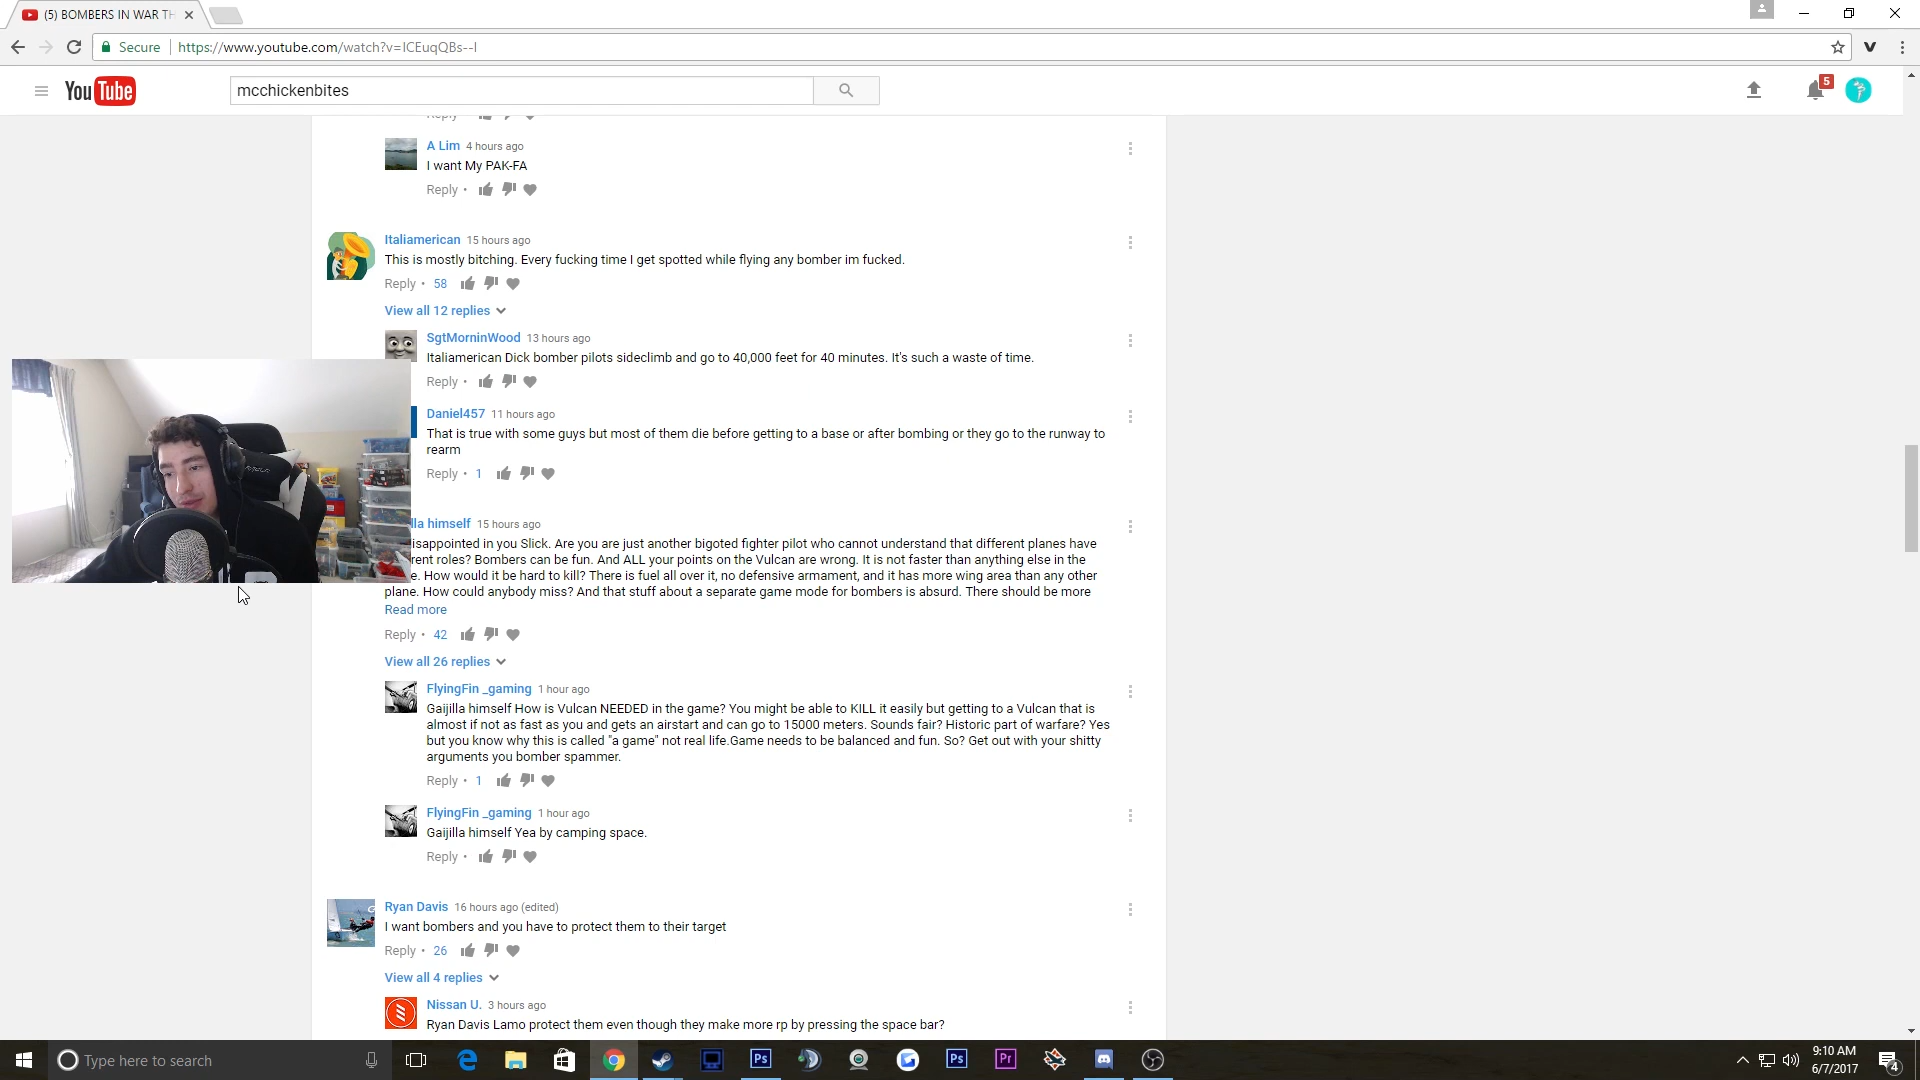 (5) BOMBERS IN WAR TH
Secure
https://www.youtube.com/watch?v=ICEuqQBs--I
YouTube
mcchickenbites
5
A Lim 4 hours ago
I want My PAK-FA
Reply •
Italiamerican 15 hours ago
This is mostly bitching. Every fucking time I get spotted while flying any bomber im fucked.
Reply • 58
View all 12 replies
SgtMorninWood 13 hours ago
Italiamerican Dick bomber pilots sideclimb and go to 40,000 feet for 40 minutes. It's such a waste of time.
Reply •
Daniel457 11 hours ago
That is true with some guys but most of them die before getting to a base or after bombing or they go to the runway to
rearm
Reply • 1
lla himself 15 hours ago
isappointed in you Slick. Are you are just another bigoted fighter pilot who cannot understand that different planes have
rent roles? Bombers can be fun. And ALL your points on the Vulcan are wrong. It is not faster than anything else in the
e. How would it be hard to kill? There is fuel all over it, no defensive armament, and it has more wing area than any other
plane. How could anybody miss? And that stuff about a separate game mode for bombers is absurd. There should be more
Read more
Reply • 42
View all 26 replies
FlyingFin _gaming 1 hour ago
Gaijilla himself How is Vulcan NEEDED in the game? You might be able to KILL it easily but getting to a Vulcan that is
almost if not as fast as you and gets an airstart and can go to 15000 meters. Sounds fair? Historic part of warfare? Yes
but you know why this is called "a game" not real life.Game needs to be balanced and fun. So? Get out with your shitty
arguments you bomber spammer.
Reply • 1
FlyingFin _gaming 1 hour ago
Gaijilla himself Yea by camping space.
Reply •
Ryan Davis 16 hours ago (edited)
I want bombers and you have to protect them to their target
Reply • 26
View all 4 replies
Nissan U. 3 hours ago
Ryan Davis Lamo protect them even though they make more rp by pressing the space bar?
Type here to search
Ps
Ps
Pr
9:10 AM
6/7/2017
4